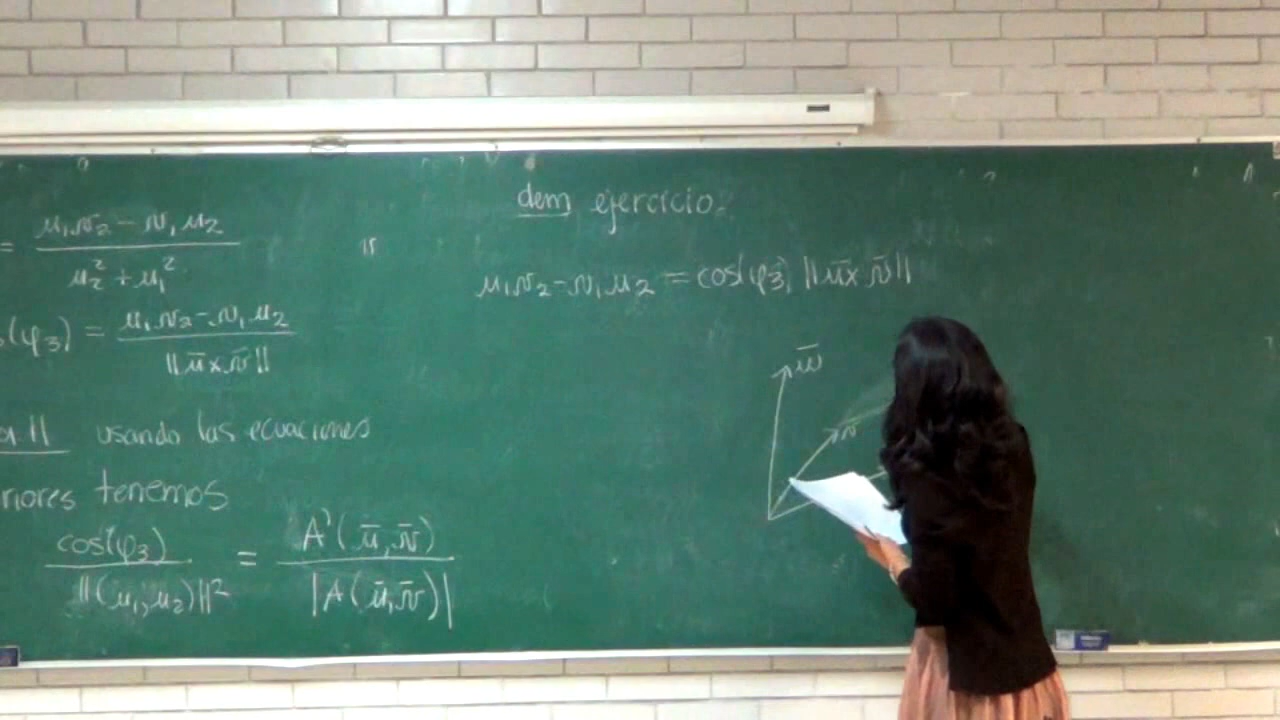 = u₁v₂ - v₁u₂ / u₂² + u₁²
(φ₃) = u₁v₂ - v₁u₂ / ||ū×v̄||
usando las ecuaciones
riores tenemos
cos(φ₃) / ||(u₁,u₂)||² = A'(ū,v̄) / |A(ū,v̄)|
dem ejercicio.
u₁v₂ - v₁u₂ = cos(φ₃) ||ū×v̄||
w̄
v